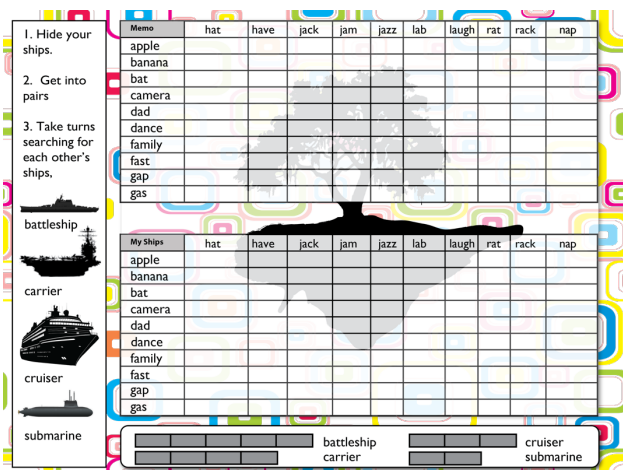 1. Hide your
ships.
2. Get into
pairs
3. Take turns
searching for
each other's
ships,
battleship
carrier
cruiser
submarine
Memo hat have jack jam jazz lab laugh rat rack nap
apple
banana
bat
camera
dad
dance
family
fast
gap
gas
My Ships hat have jack jam jazz lab laugh rat rack nap
apple
banana
bat
camera
dad
dance
family
fast
gap
gas
battleship cruiser
carrier submarine